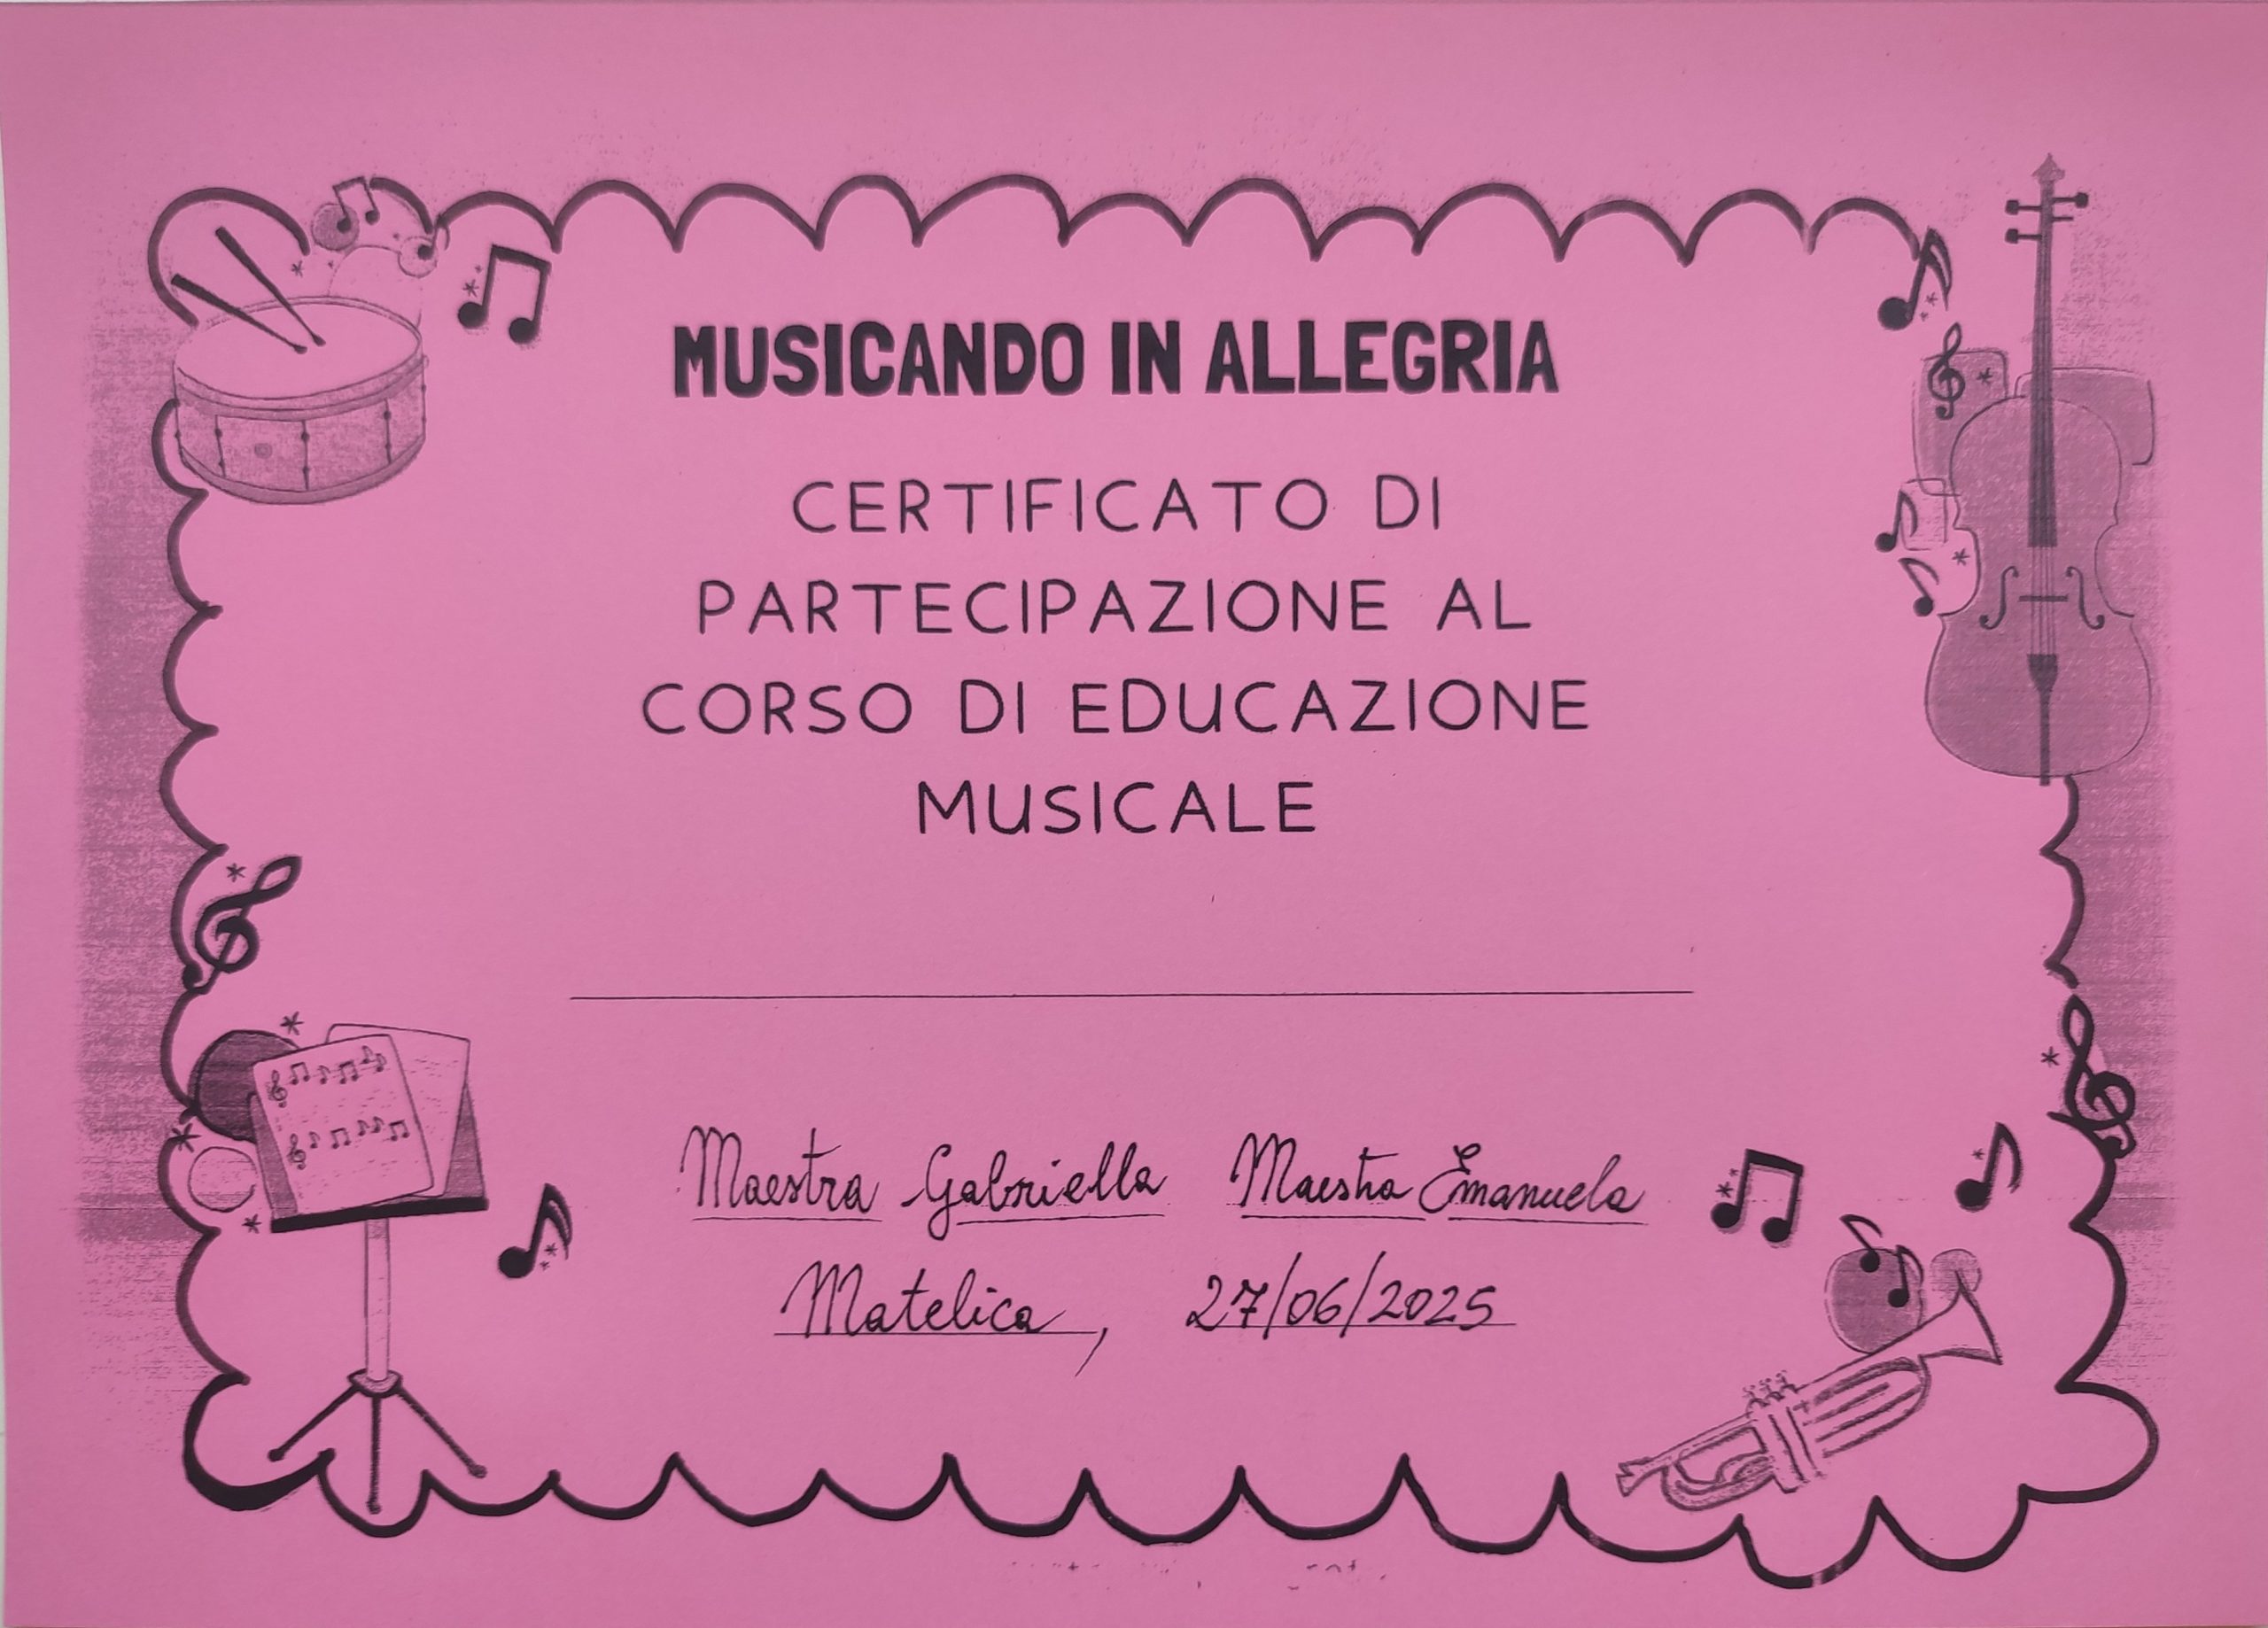 MUSICANDO IN ALLEGRIA
CERTIFICATO DI
PARTECIPAZIONE AL
CORSO DI EDUCAZIONE
MUSICALE
Maestra Gabriella Maestra Emanuela
Matelica, 27/06/2025